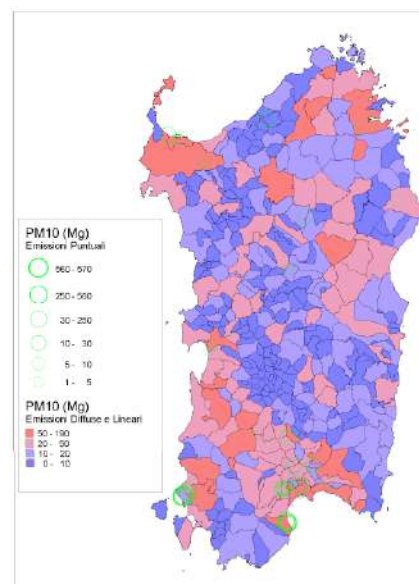 PM10 (Mg)
Emissioni Puntuali
560 - 570
250 - 560
30 - 250
10 - 30
5 - 10
1 - 5
PM10 (Mg)
Emissioni Diffuse e Lineari
50 - 190
20 - 50
10 - 20
0 - 10